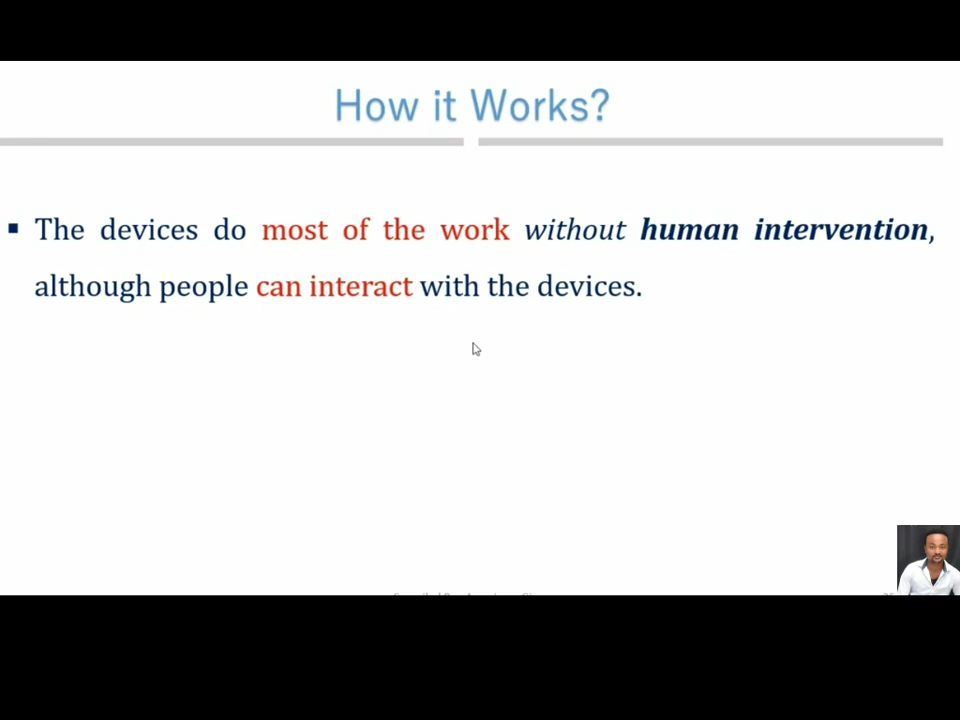 How it Works?
▪ The devices do most of the work without human intervention,
although people can interact with the devices.